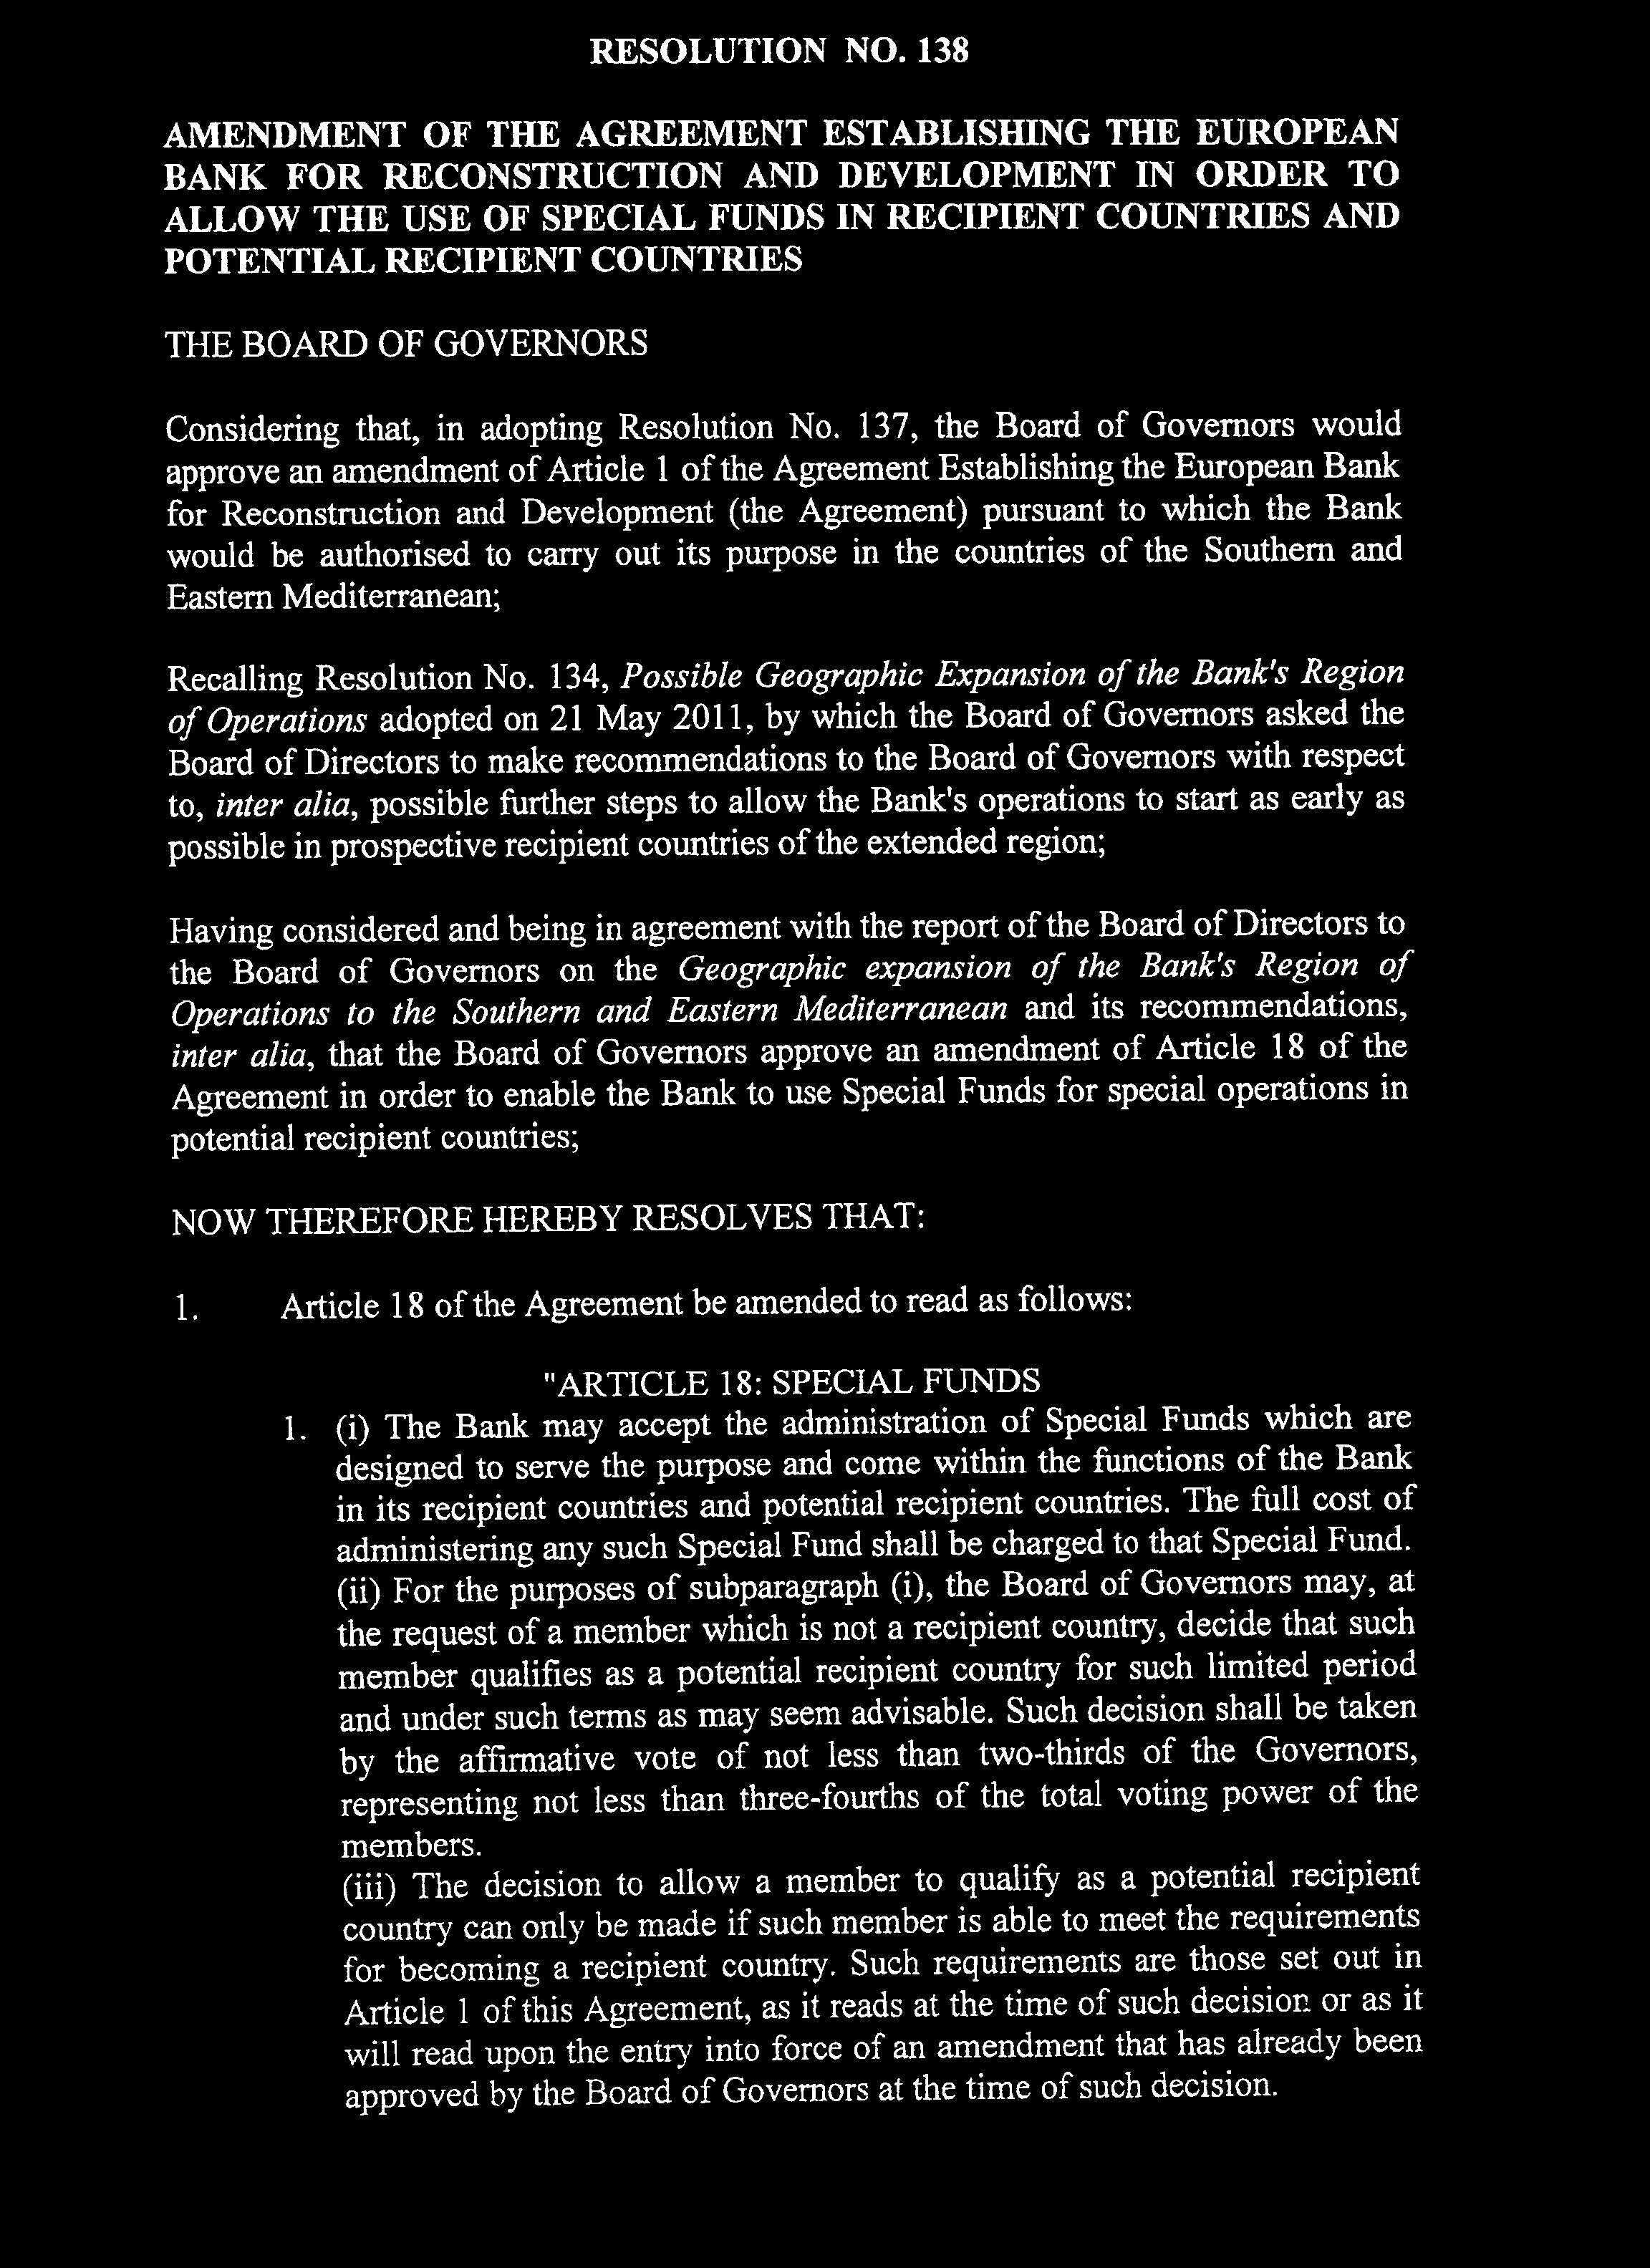 RESOLUTION NO. 138
AMENDMENT OF THE AGREEMENT ESTABLISHING THE EUROPEAN
BANK FOR RECONSTRUCTION AND DEVELOPMENT IN ORDER TO
ALLOW THE USE OF SPECIAL FUNDS IN RECIPIENT COUNTRIES AND
POTENTIAL RECIPIENT COUNTRIES
THE BOARD OF GOVERNORS
Considering that, in adopting Resolution No. 137, the Board of Governors would
approve an amendment of Article 1 of the Agreement Establishing the European Bank
for Reconstruction and Development (the Agreement) pursuant to which the Bank
would be authorised to carry out its purpose in the countries of the Southern and
Eastern Mediterranean;
Recalling Resolution No. 134, Possible Geographic Expansion of the Bank's Region
of Operations adopted on 21 May 2011, by which the Board of Governors asked the
Board of Directors to make recommendations to the Board of Governors with respect
to, inter alia, possible further steps to allow the Bank's operations to start as early as
possible in prospective recipient countries of the extended region;
Having considered and being in agreement with the report of the Board of Directors to
the Board of Governors on the Geographic expansion of the Bank's Region of
Operations to the Southern and Eastern Mediterranean and its recommendations,
inter alia, that the Board of Governors approve an amendment of Article 18 of the
Agreement in order to enable the Bank to use Special Funds for special operations in
potential recipient countries;
NOW THEREFORE HEREBY RESOLVES THAT:
1. Article 18 of the Agreement be amended to read as follows:
"ARTICLE 18: SPECIAL FUNDS
1. (i) The Bank may accept the administration of Special Funds which are
designed to serve the purpose and come within the functions of the Bank
in its recipient countries and potential recipient countries. The full cost of
administering any such Special Fund shall be charged to that Special Fund.
(ii) For the purposes of subparagraph (i), the Board of Governors may, at
the request of a member which is not a recipient country, decide that such
member qualifies as a potential recipient country for such limited period
and under such terms as may seem advisable. Such decision shall be taken
by the affirmative vote of not less than two-thirds of the Governors,
representing not less than three-fourths of the total voting power of the
members.
(iii) The decision to allow a member to qualify as a potential recipient
country can only be made if such member is able to meet the requirements
for becoming a recipient country. Such requirements are those set out in
Article 1 of this Agreement, as it reads at the time of such decision or as it
will read upon the entry into force of an amendment that has already been
approved by the Board of Governors at the time of such decision.